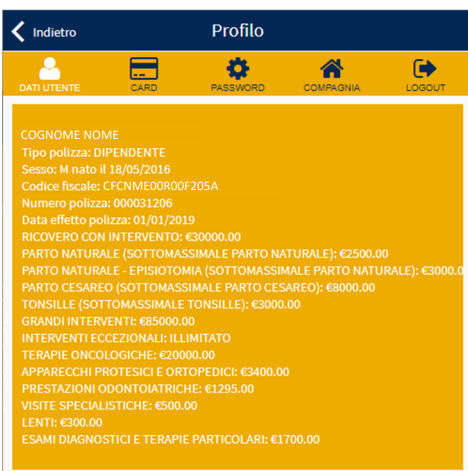 Indietro
Profilo
DATI UTENTE
CARD
PASSWORD
COMPAGNIA
LOGOUT
COGNOME NOME
Tipo polizza: DIPENDENTE
Sesso: M nato il 18/05/2016
Codice fiscale: CFCNME00R00F205A
Numero polizza: 000031206
Data effetto polizza: 01/01/2019
RICOVERO CON INTERVENTO: €30000.00
PARTO NATURALE (SOTTOMASSIMALE PARTO NATURALE): €2500.00
PARTO NATURALE - EPISIOTOMIA (SOTTOMASSIMALE PARTO NATURALE): €3000.0
PARTO CESAREO (SOTTOMASSIMALE PARTO CESAREO): €8000.00
TONSILLE (SOTTOMASSIMALE TONSILLE): €3000.00
GRANDI INTERVENTI: €85000.00
INTERVENTI ECCEZIONALI: ILLIMITATO
TERAPIE ONCOLOGICHE: €20000.00
APPARECCHI PROTESICI E ORTOPEDICI: €3400.00
PRESTAZIONI ODONTOIATRICHE: €1295.00
VISITE SPECIALISTICHE: €500.00
LENTI: €300.00
ESAMI DIAGNOSTICI E TERAPIE PARTICOLARI: €1700.00